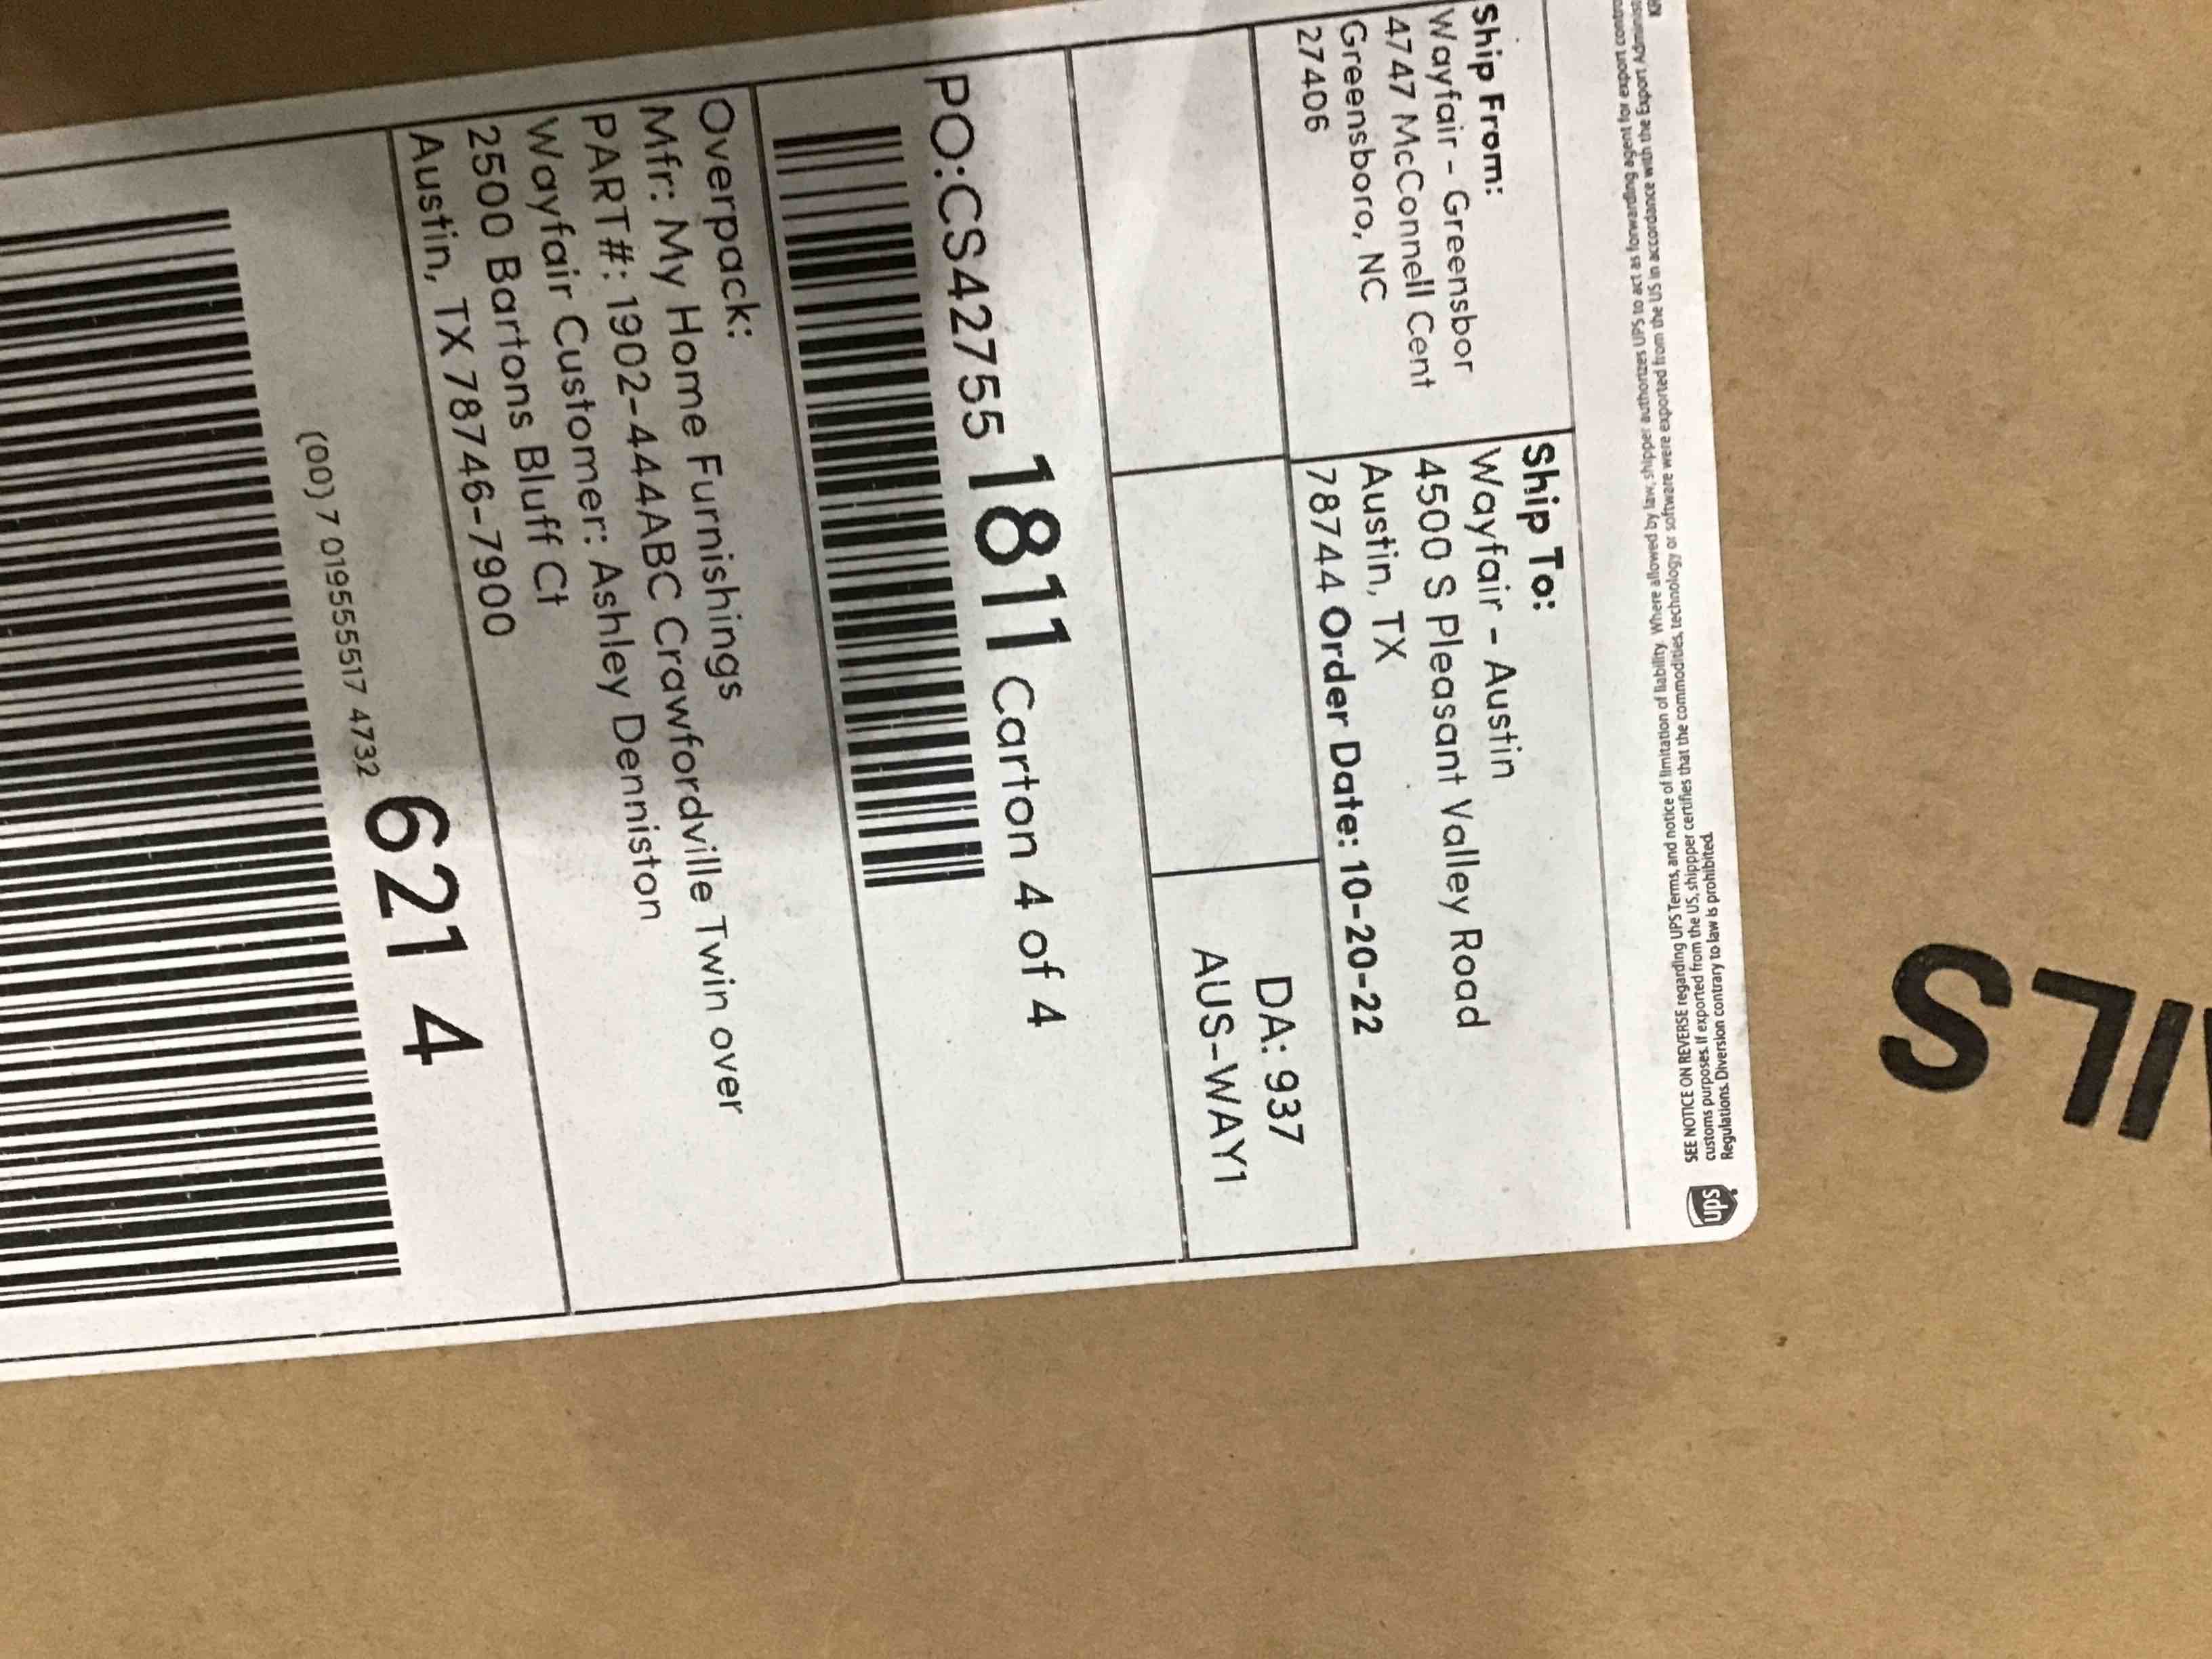 SEE NOTICE ON REVERSE regarding UPS Terms, and notice of limitation of liability. Where allowed by law, shipper authorizes UPS to act as forwarding agent for export control
customs purposes. If exported from the US, shipper certifies that the commodities, technology or software were exported from the US in accordance with the Export
Regulations. Diversion contrary to law is prohibited.
ups
Ship From:
Wayfair - Greensbor
4747 McConnell Cent
Greensboro, NC
27406
Ship To:
Wayfair - Austin
4500 S Pleasant Valley Road
Austin, TX
78744 Order Date: 10-20-22
DA: 937
AUS-WAY1
PO:CS42755 1811 Carton 4 of 4
Overpack:
Mfr: My Home Furnishings
PART#: 1902-444ABC Crawfordville Twin over
Wayfair Customer: Ashley Denniston
2500 Bartons Bluff Ct
Austin, TX 78746-7900
621 4
(00) 7 019555517 4732
ILS